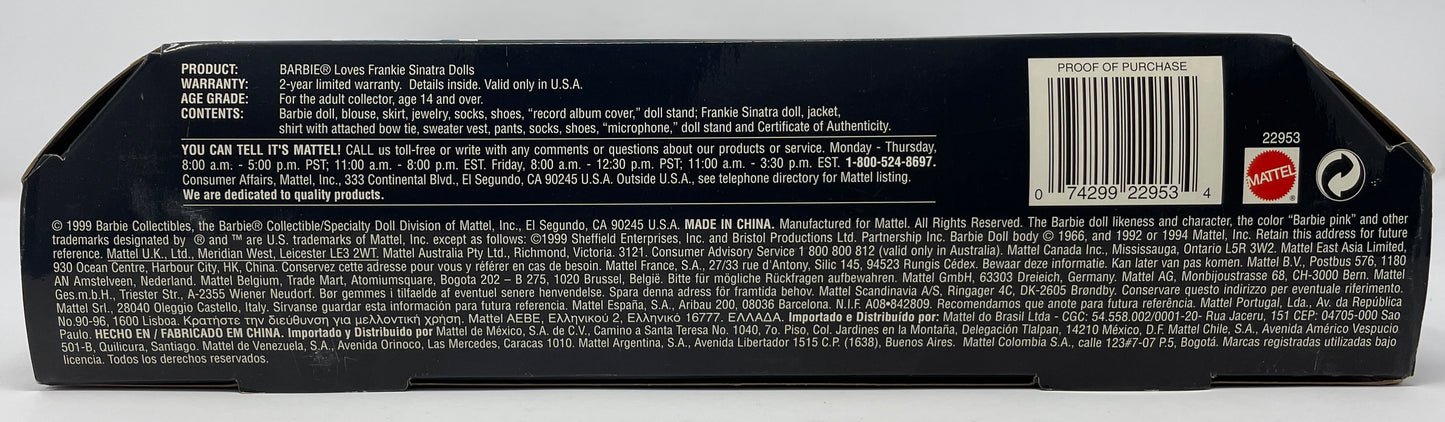 PRODUCT: BARBIE® Loves Frankie Sinatra Dolls
WARRANTY: 2-year limited warranty. Details inside. Valid only in U.S.A.
AGE GRADE: For the adult collector, age 14 and over.
CONTENTS: Barbie doll, blouse, skirt, jewelry, socks, shoes, “record album cover,” doll stand; Frankie Sinatra doll, jacket,
shirt with attached bow tie, sweater vest, pants, socks, shoes, “microphone,” doll stand and Certificate of Authenticity.
YOU CAN TELL IT'S MATTEL! CALL us toll-free or write with any comments or questions about our products or service. Monday - Thursday,
8:00 a.m. - 5:00 p.m. PST; 11:00 a.m. - 8:00 p.m. EST. Friday, 8:00 a.m. - 12:30 p.m. PST; 11:00 a.m. - 3:30 p.m. EST. 1-800-524-8697.
Consumer Affairs, Mattel, Inc., 333 Continental Blvd., El Segundo, CA 90245 U.S.A. Outside U.S.A., see telephone directory for Mattel listing.
We are dedicated to quality products.
PROOF OF PURCHASE
0 74299 22953 4
22953
MATTEL ®
© 1999 Barbie Collectibles, the Barbie® Collectible/Specialty Doll Division of Mattel, Inc., El Segundo, CA 90245 U.S.A. MADE IN CHINA. Manufactured for Mattel. All Rights Reserved. The Barbie doll likeness and character, the color “Barbie pink” and other
trademarks designated by ® and ™ are U.S. trademarks of Mattel, Inc. except as follows: ©1999 Sheffield Enterprises, Inc. and Bristol Productions Ltd. Partnership Inc. Barbie Doll body © 1966, and 1992 or 1994 Mattel, Inc. Retain this address for future
reference. Mattel U.K., Ltd., Meridian West, Leicester LE3 2WT. Mattel Australia Pty Ltd., Richmond, Victoria. 3121. Consumer Advisory Service 1 800 800 812 (valid only in Australia). Mattel Canada Inc., Mississauga, Ontario L5R 3W2. Mattel East Asia Limited,
930 Ocean Centre, Harbour City, HK, China. Conservez cette adresse pour vous y référer en cas de besoin. Mattel France, S.A., 27/33 rue d'Antony, Silic 145, 94523 Rungis Cédex. Bewaar deze informatie. Kan later van pas komen. Mattel B.V., Postbus 576, 1180
AN Amstelveen, Nederland. Mattel Belgium, Trade Mart, Atomiumsquare, Bogota 202 - B 275, 1020 Brussel, België. Bitte für mögliche Rückfragen aufbewahren. Mattel GmbH, 63303 Dreieich, Germany. Mattel AG, Monbijoustrasse 68, CH-3000 Bern. Mattel
Ges.m.b.H., Triester Str., A-2355 Wiener Neudorf. Bør gemmes i tilfælde af eventuel senere henvendelse. Spara denna adress för framtida behov. Mattel Scandinavia A/S, Ringager 4C, DK-2605 Brøndby. Conservare questo indirizzo per eventuale riferimento.
Mattel Srl., 28040 Oleggio Castello, Italy. Sírvanse guardar esta información para futura referencia. Mattel España, S.A. Aribau 200. 08036 Barcelona. N.I.F. A08•842809. Recomendamos que anote para futura referência. Mattel Portugal, Lda., Av. da República
No.90-96, 1600 Lisboa. Κρατήστε την διεύθυνση για μελλοντική χρήση. Mattel AEBE, Ελληνικού 2, Ελληνικό 16777. ΕΛΛΑΔΑ. Importado e Distribuído por: Mattel do Brasil Ltda - CGC: 54.558.002/0001-20- Rua Jaceru, 151 CEP: 04705-000 Sao
Paulo. HECHO EN / FABRICADO EM CHINA. Importado y Distribuido por Mattel de México, S.A. de C.V., Camino a Santa Teresa No. 1040, 7o. Piso, Col. Jardines en la Montaña, Delegación Tlalpan, 14210 México, D.F. Mattel Chile, S.A., Avenida Américo Vespucio
501-B, Quilicura, Santiago. Mattel de Venezuela, S.A., Avenida Orinoco, Las Mercedes, Caracas 1010. Mattel Argentina, S.A., Avenida Libertador 1515 C.P. (1638), Buenos Aires. Mattel Colombia S.A., calle 123#7-07 P.5, Bogotá. Marcas registradas utilizadas bajo
licencia. Todos los derechos reservados.